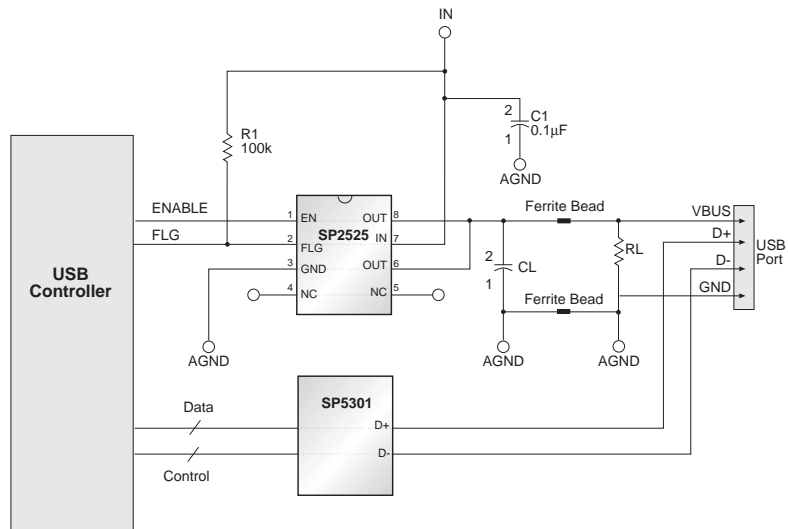 IN
R1
100k
2
C1
0.1µF
1
AGND
ENABLE
FLG
USB
Controller
1
EN
OUT
8
SP2525
2
FLG
IN
7
3
GND
OUT
6
4
NC
NC
5
AGND
Ferrite Bead
2
CL
1
RL
Ferrite Bead
AGND
AGND
VBUS
D+
D-
GND
USB
Port
SP5301
Data
D+
D-
Control